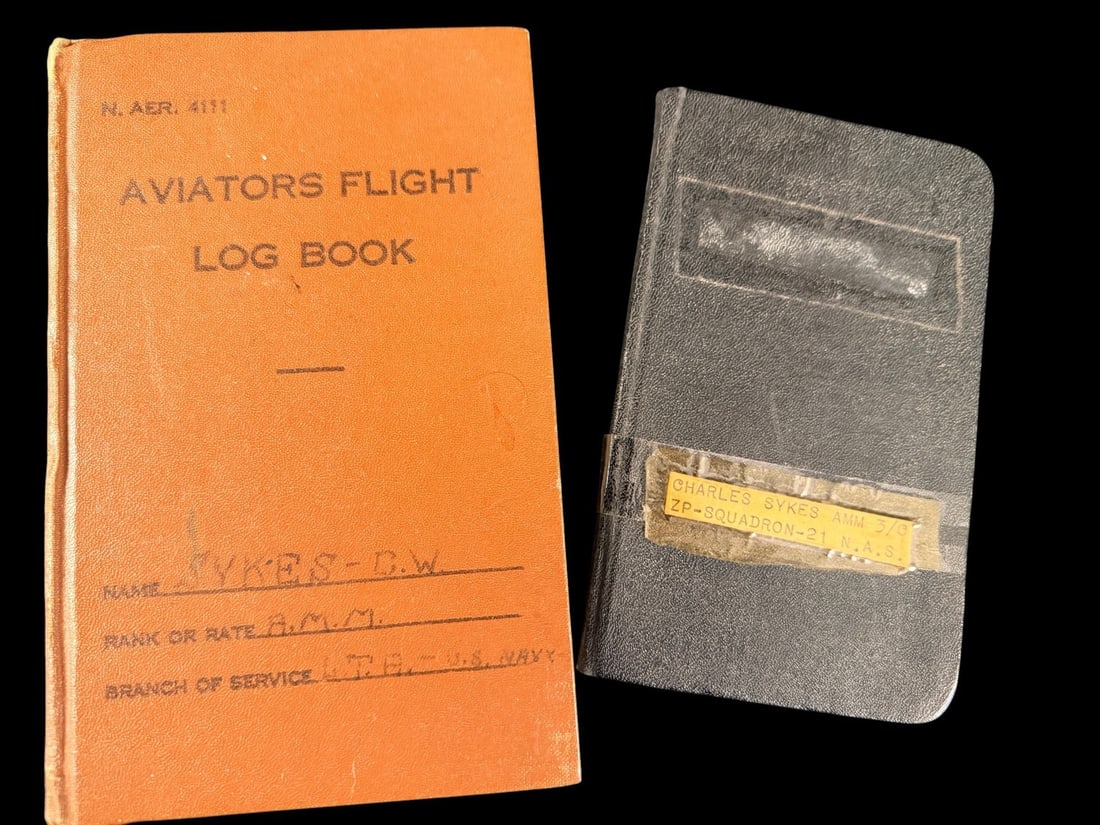 N. AER. 4111
AVIATORS FLIGHT
LOG BOOK
NAME SYKES - C.W.
RANK OR RATE A.M.M.
BRANCH OF SERVICE L.T.A. - U.S. NAVY
CHARLES SYKES AMM 3/C
ZP-SQUADRON-21 N.A.S.